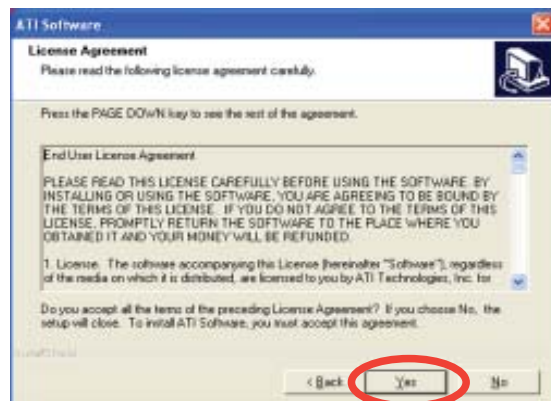 ATI Software
License Agreement
Please read the following license agreement carefully.
Press the PAGE DOWN key to see the rest of the agreement.
End User License Agreement
PLEASE READ THIS LICENSE CAREFULLY BEFORE USING THE SOFTWARE. BY
INSTALLING OR USING THE SOFTWARE, YOU ARE AGREEING TO BE BOUND BY
THE TERMS OF THIS LICENSE. IF YOU DO NOT AGREE TO THE TERMS OF THIS
LICENSE, PROMPTLY RETURN THE SOFTWARE TO THE PLACE WHERE YOU
OBTAINED IT AND YOUR MONEY WILL BE REFUNDED.
1. License. The software accompanying this License (hereinafter "Software"), regardless
of the media on which it is distributed, are licensed to you by ATI Technologies, Inc. for
Do you accept all the terms of the preceding License Agreement? If you choose No, the
setup will close. To install ATI Software, you must accept this agreement.
InstallShield
< Back
Yes
No